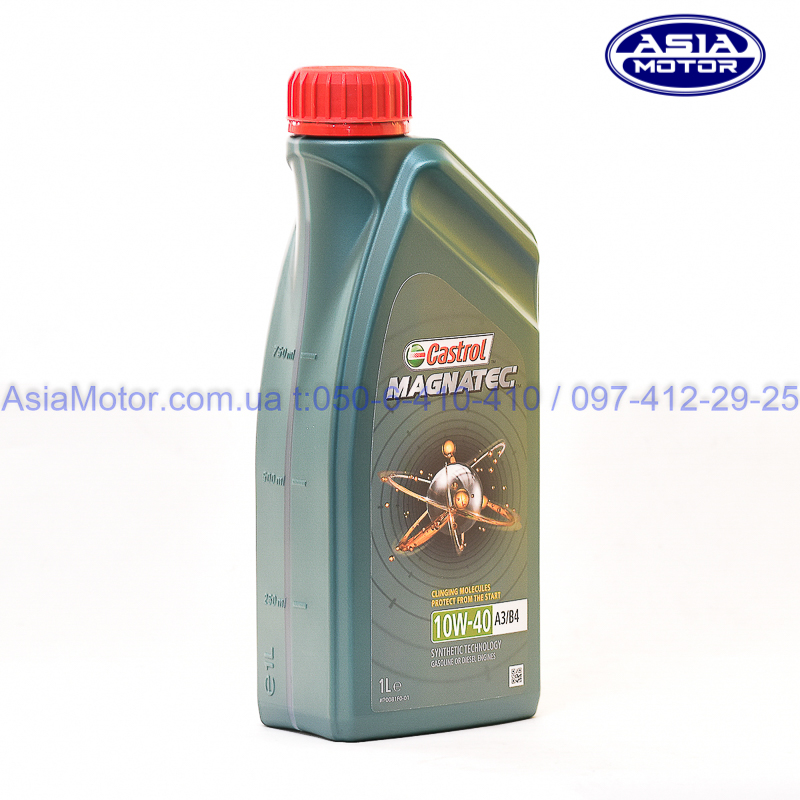 ASIA
MOTOR
750ml
Castrol
MAGNATEC
AsiaMotor.com.ua t:050-6-410-410 / 097-412-29-25
500ml
CLINGING MOLECULES
PROTECT FROM THE START
250ml
10W-40 A3/B4
SYNTHETIC TECHNOLOGY
GASOLINE OR DIESEL ENGINES
e1L
1L e